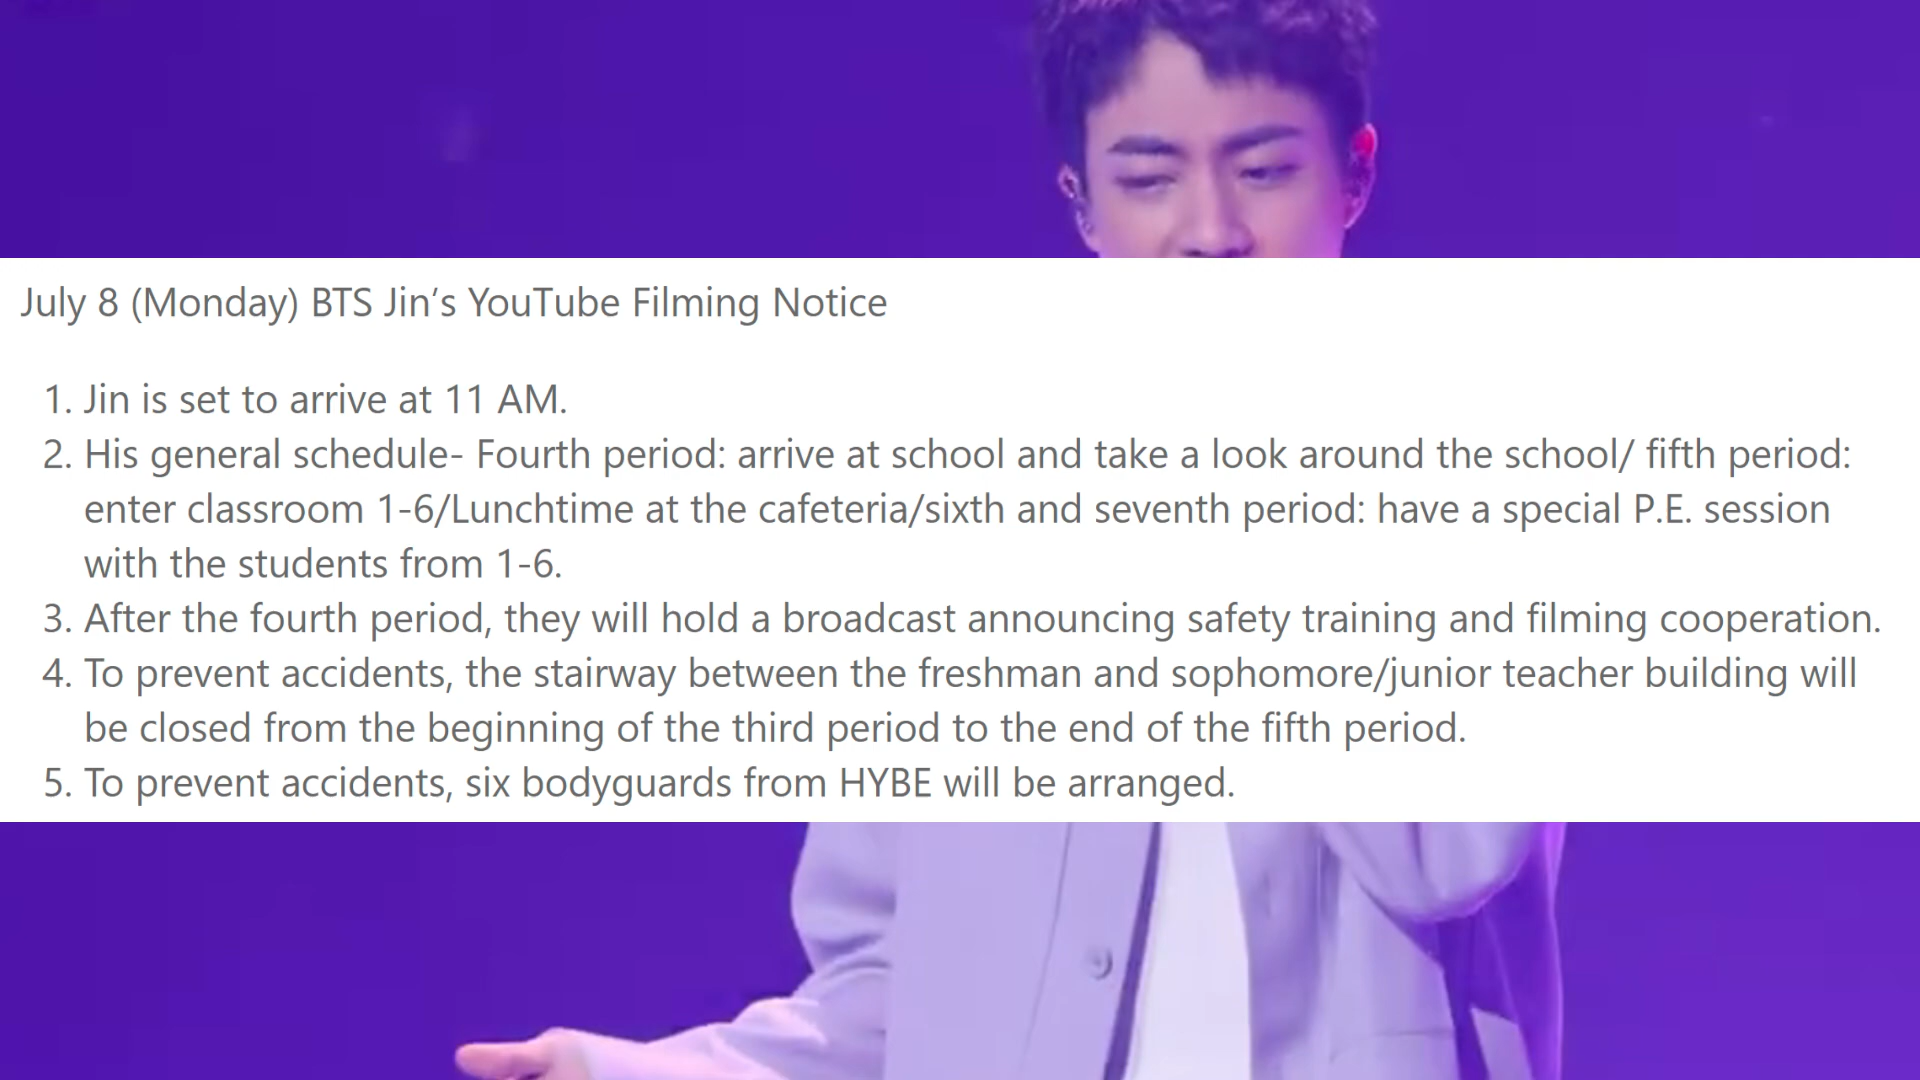 July 8 (Monday) BTS Jin’s YouTube Filming Notice
1. Jin is set to arrive at 11 AM.
2. His general schedule- Fourth period: arrive at school and take a look around the school/ fifth period:
enter classroom 1-6/Lunchtime at the cafeteria/sixth and seventh period: have a special P.E. session
with the students from 1-6.
3. After the fourth period, they will hold a broadcast announcing safety training and filming cooperation.
4. To prevent accidents, the stairway between the freshman and sophomore/junior teacher building will
be closed from the beginning of the third period to the end of the fifth period.
5. To prevent accidents, six bodyguards from HYBE will be arranged.